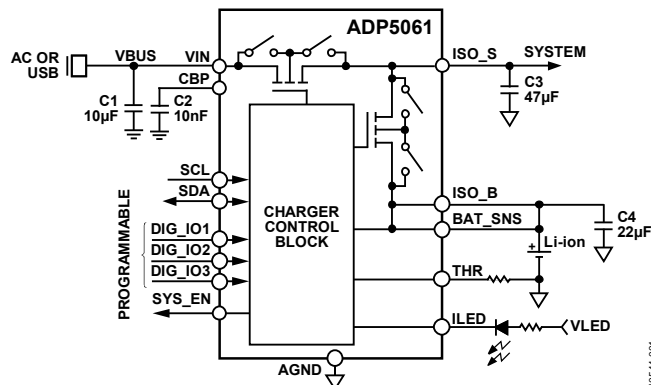 ADP5061
AC OR
USB
VBUS
VIN
CBP
C1
10µF
C2
10nF
ISO_S
SYSTEM
C3
47µF
SCL
SDA
PROGRAMMABLE
DIG_IO1
DIG_IO2
DIG_IO3
SYS_EN
CHARGER
CONTROL
BLOCK
ISO_B
BAT_SNS
C4
22µF
+
Li-ion
THR
ILED
VLED
AGND